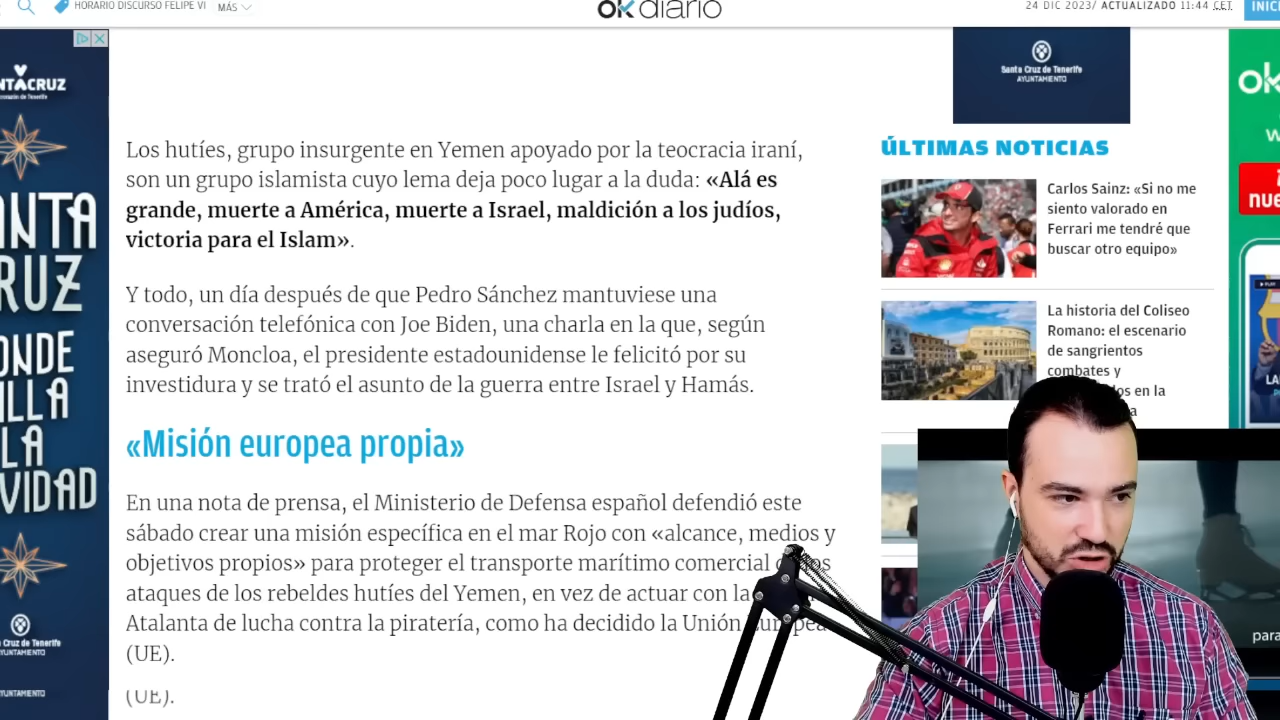 HORARIO DISCURSO FELIPE VI
MÁS
ok diario
24 DIC 2023/ ACTUALIZADO 11:44 CET
Santa Cruz de Tenerife
AYUNTAMIENTO
Los hutíes, grupo insurgente en Yemen apoyado por la teocracia iraní,
son un grupo islamista cuyo lema deja poco lugar a la duda: «Alá es
grande, muerte a América, muerte a Israel, maldición a los judíos,
victoria para el Islam».
Y todo, un día después de que Pedro Sánchez mantuviese una
conversación telefónica con Joe Biden, una charla en la que, según
aseguró Moncloa, el presidente estadounidense le felicitó por su
investidura y se trató el asunto de la guerra entre Israel y Hamás.
«Misión europea propia»
En una nota de prensa, el Ministerio de Defensa español defendió este
sábado crear una misión específica en el mar Rojo con «alcance, medios y
objetivos propios» para proteger el transporte marítimo comercial
ataques de los rebeldes hutíes del Yemen, en vez de actuar con la
Atalanta de lucha contra la piratería, como ha decidido la Unión
(UE).
(UE).
ÚLTIMAS NOTICIAS
Carlos Sainz: «Si no me
siento valorado en
Ferrari me tendré que
buscar otro equipo»
La historia del Coliseo
Romano: el escenario
de sangrientos
combates y
en la
AYUNTAMIENTO
ok